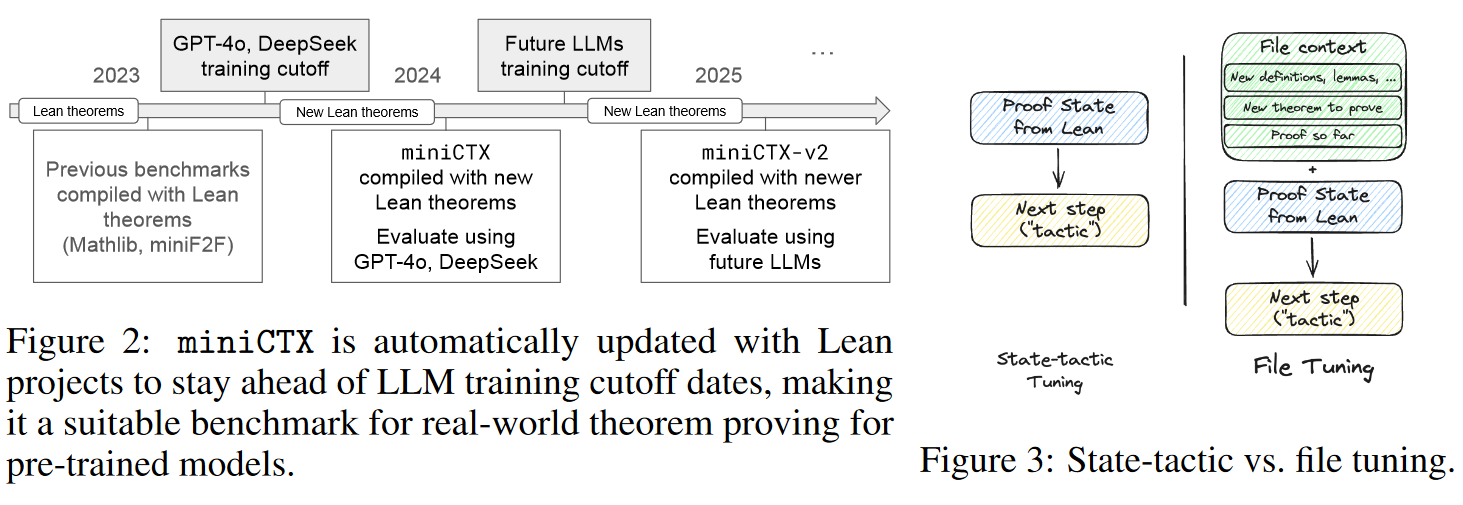 GPT-4o, DeepSeek
training cutoff
Future LLMs
training cutoff
...
2023
2024
2025
Lean theorems
New Lean theorems
New Lean theorems
Previous benchmarks
compiled with Lean
theorems
(Mathlib, miniF2F)
miniCTX
compiled with new
Lean theorems
Evaluate using
GPT-4o, DeepSeek
miniCTX-v2
compiled with newer
Lean theorems
Evaluate using
future LLMs
Figure 2: miniCTX is automatically updated with Lean
projects to stay ahead of LLM training cutoff dates, making
it a suitable benchmark for real-world theorem proving for
pre-trained models.
Proof State
from Lean
Next step
("tactic")
State-tactic
Tuning
File context
New definitions, lemmas, ...
New theorem to prove
Proof so far
+
Proof State
from Lean
Next step
("tactic")
File Tuning
Figure 3: State-tactic vs. file tuning.